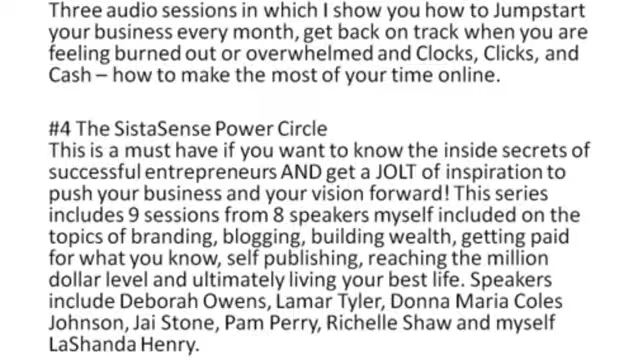 Three audio sessions in which I show you how to Jumpstart
your business every month, get back on track when you are
feeling burned out or overwhelmed and Clocks, Clicks, and
Cash – how to make the most of your time online.
#4 The SistaSense Power Circle
This is a must have if you want to know the inside secrets of
successful entrepreneurs AND get a JOLT of inspiration to
push your business and your vision forward! This series
includes 9 sessions from 8 speakers myself included on the
topics of branding, blogging, building wealth, getting paid
for what you know, self publishing, reaching the million
dollar level and ultimately living your best life. Speakers
include Deborah Owens, Lamar Tyler, Donna Maria Coles
Johnson, Jai Stone, Pam Perry, Richelle Shaw and myself
LaShanda Henry.